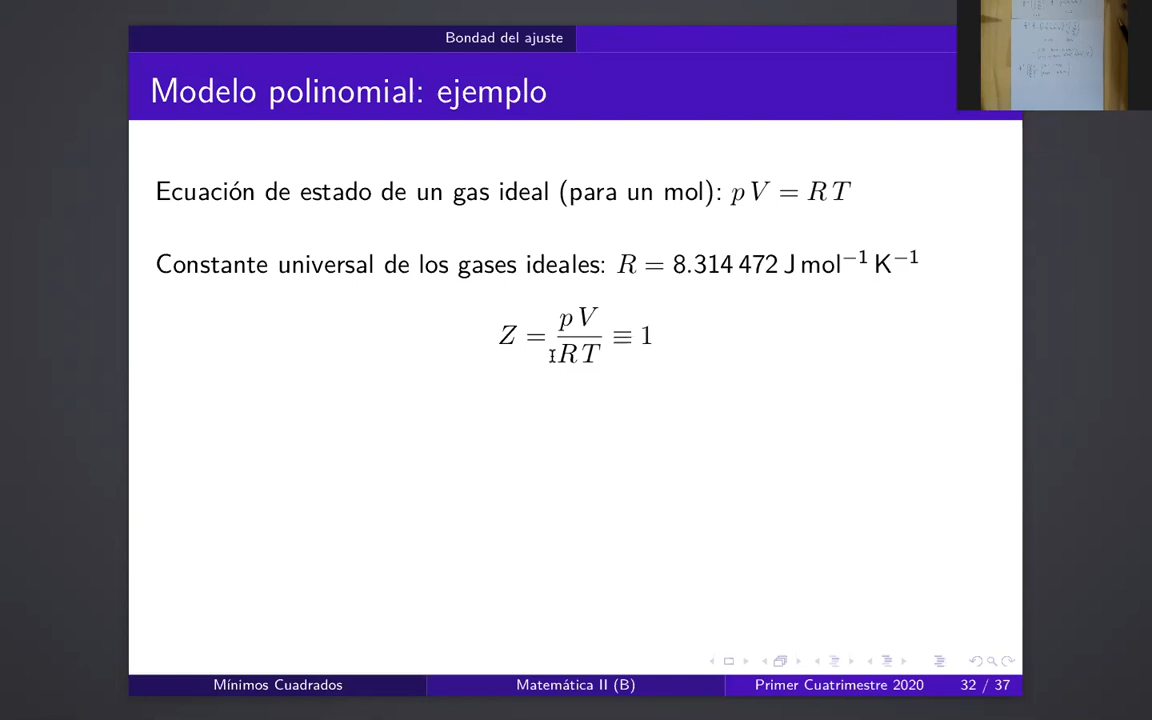 Bondad del ajuste
Modelo polinomial: ejemplo
Ecuación de estado de un gas ideal (para un mol): p V = R T
Constante universal de los gases ideales: R = 8.314 472 J mol⁻¹ K⁻¹
Z = p V / R T ≡ 1
Mínimos Cuadrados Matemática II (B) Primer Cuatrimestre 2020 32 / 37